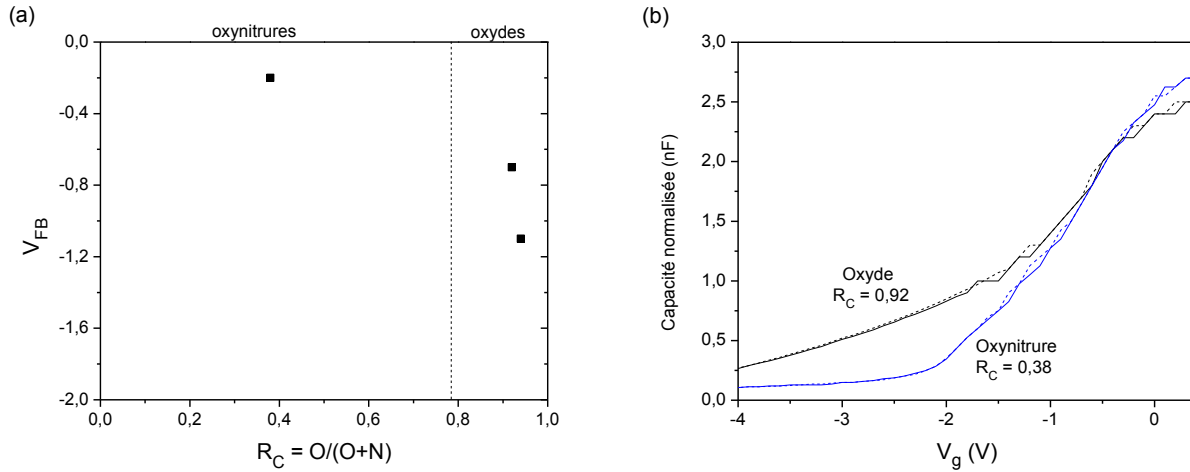 (a)
oxynitrures
oxydes
0,0
-0,4
-0,8
-1,2
-1,6
-2,0
V_FB
0,0
0,2
0,4
0,6
0,8
1,0
R_C = O/(O+N)
(b)
3,0
2,5
2,0
1,5
1,0
0,5
0,0
Capacité normalisée (nF)
Oxyde
R_C = 0,92
Oxynitrure
R_C = 0,38
-4
-3
-2
-1
0
V_g (V)